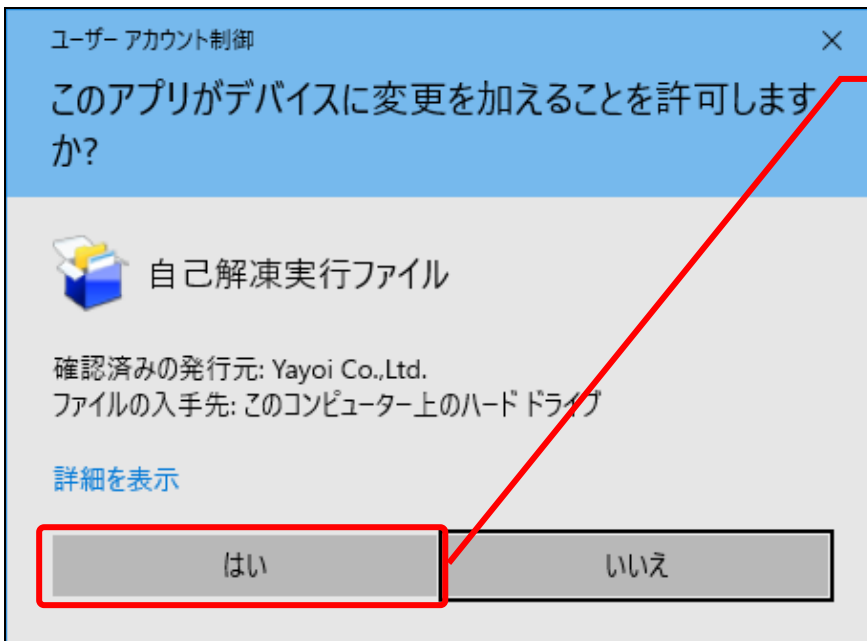 ユーザー アカウント制御
このアプリがデバイスに変更を加えることを許可します
か?
自己解凍実行ファイル
確認済みの発行元: Yayoi Co.,Ltd.
ファイルの入手先: このコンピューター上のハード ドライブ
詳細を表示
はい
いいえ